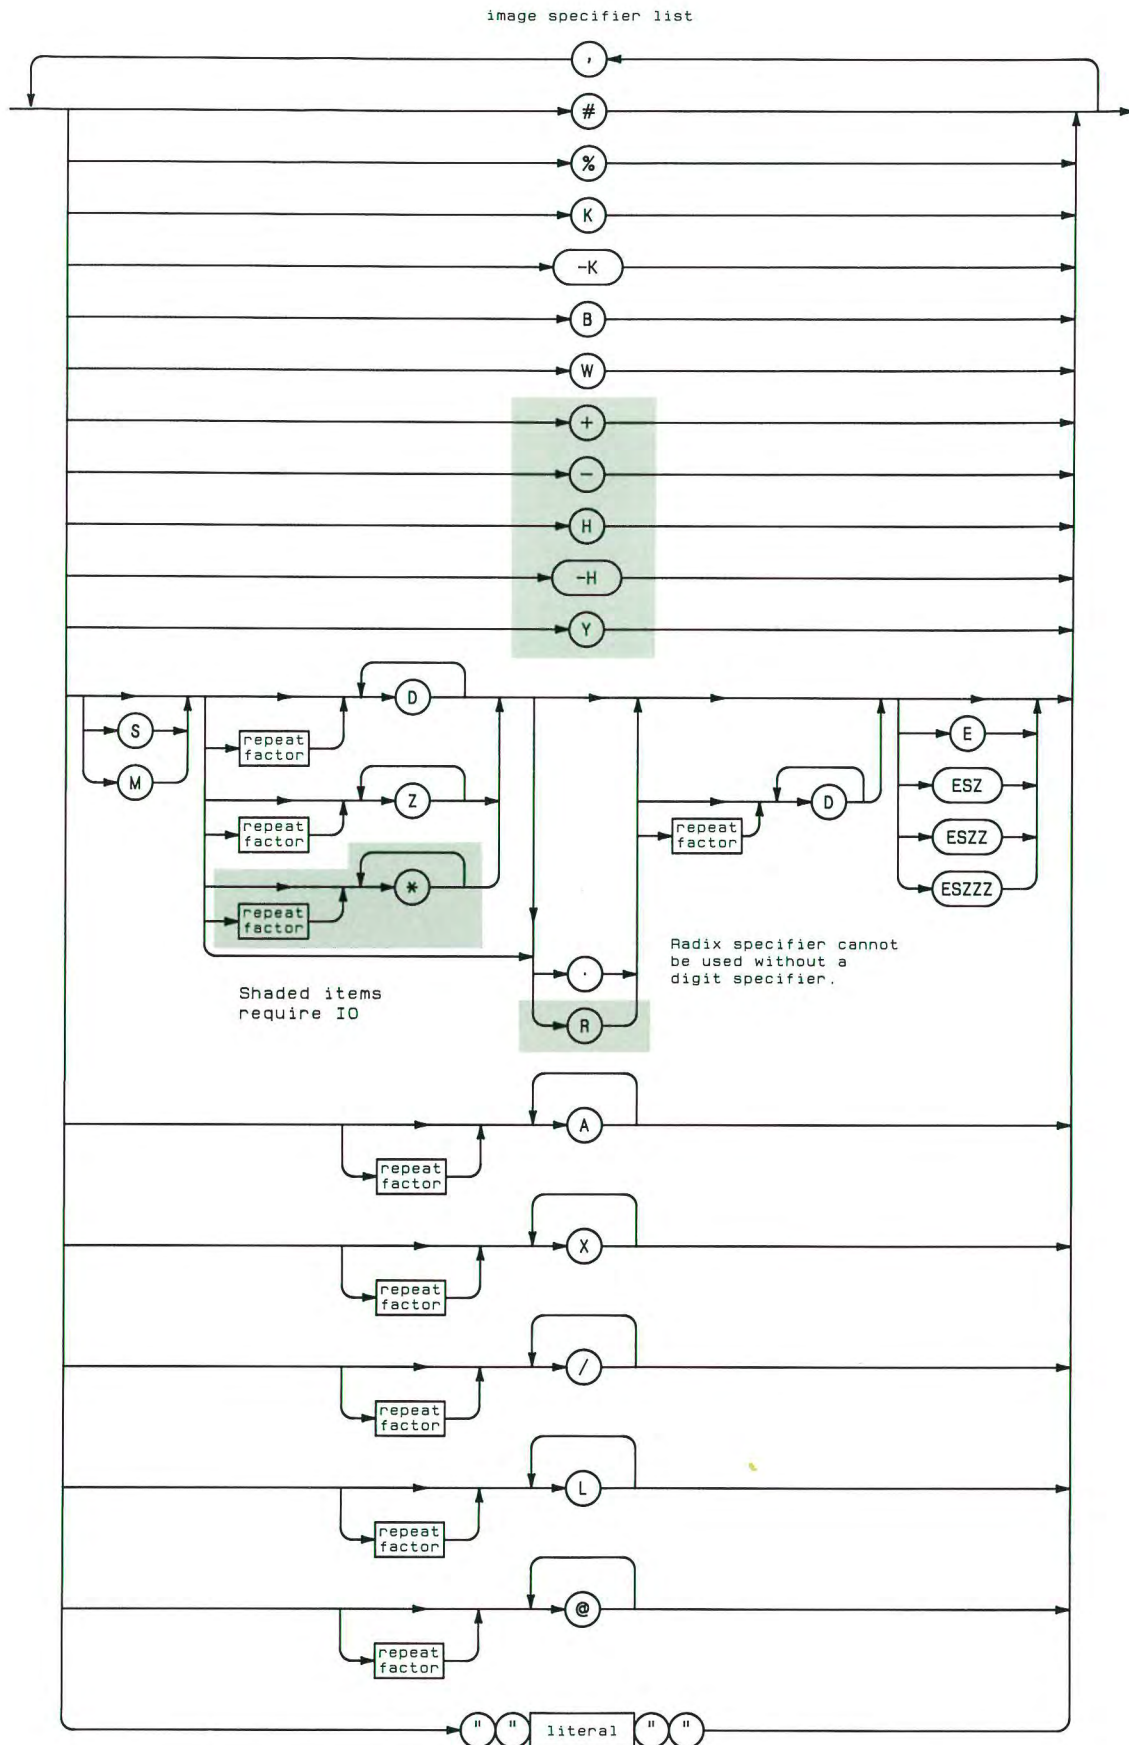 image specifier list
,
#
%
K
-K
B
W
+
-
H
-H
Y
D
S
repeat
factor
E
M
Z
D
ESZ
repeat
factor
repeat
factor
ESZZ
*
ESZZZ
repeat
factor
Radix specifier cannot
be used without a
digit specifier.
.
Shaded items
require IO
R
A
repeat
factor
X
repeat
factor
/
repeat
factor
L
repeat
factor
@
repeat
factor
" " literal " "